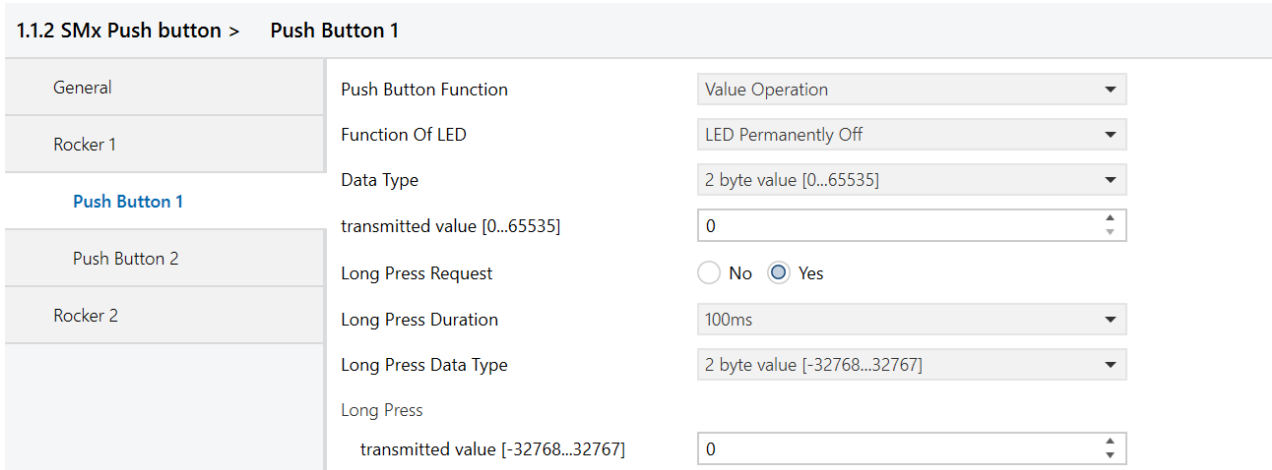 1.1.2 SMx Push button > Push Button 1
General
Rocker 1
Push Button 1
Push Button 2
Rocker 2
Push Button Function Value Operation
Function Of LED LED Permanently Off
Data Type 2 byte value [0...65535]
transmitted value [0...65535] 0
Long Press Request No Yes
Long Press Duration 100ms
Long Press Data Type 2 byte value [-32768...32767]
Long Press
transmitted value [-32768...32767] 0